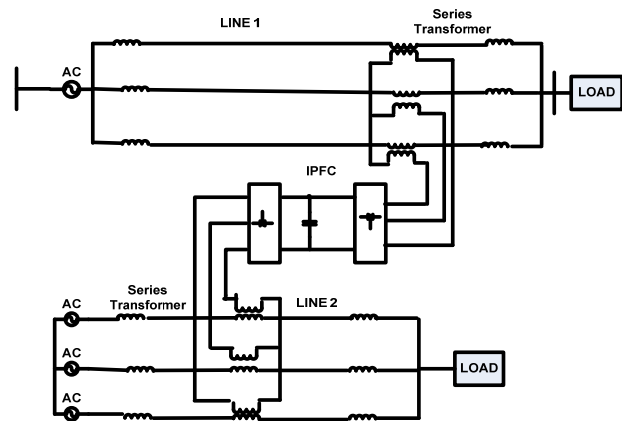 LINE 1
Series
Transformer
AC
LOAD
IPFC
Series
Transformer
LINE 2
AC
AC
AC
LOAD